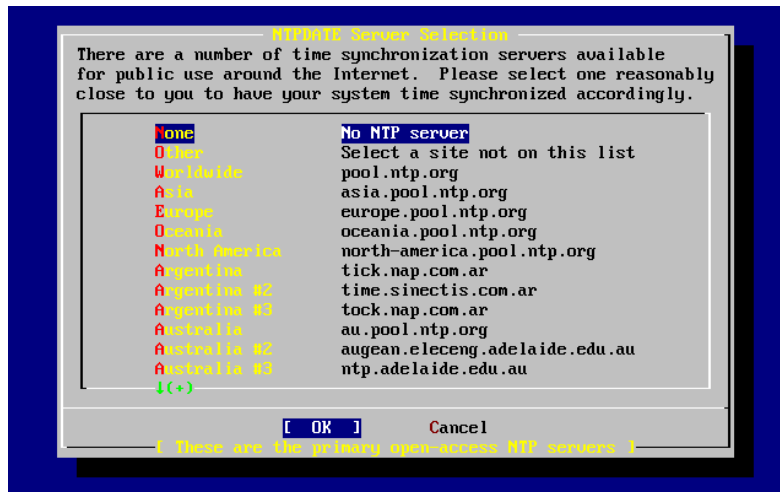 NTPDATE Server Selection
There are a number of time synchronization servers available
for public use around the Internet.  Please select one reasonably
close to you to have your system time synchronized accordingly.
None No NTP server
Other Select a site not on this list
Worldwide pool.ntp.org
Asia asia.pool.ntp.org
Europe europe.pool.ntp.org
Oceania oceania.pool.ntp.org
North America north-america.pool.ntp.org
Argentina tick.nap.com.ar
Argentina #2 time.sinectis.com.ar
Argentina #3 tock.nap.com.ar
Australia au.pool.ntp.org
Australia #2 augean.eleceng.adelaide.edu.au
Australia #3 ntp.adelaide.edu.au
↓(+)
[ OK ] Cancel
[ These are the primary open-access NTP servers ]